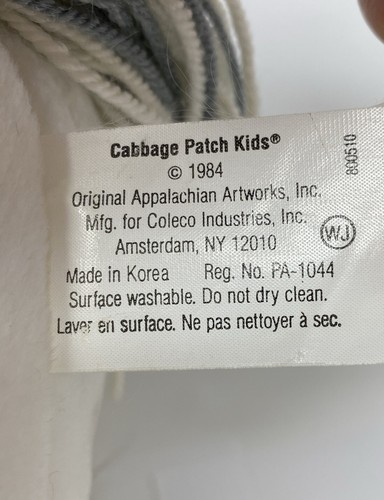 Cabbage Patch Kids®
© 1984
Original Appalachian Artworks, Inc.
Mfg. for Coleco Industries, Inc.
Amsterdam, NY 12010
WJ
Made in Korea Reg. No. PA-1044
Surface washable. Do not dry clean.
Laver en surface. Ne pas nettoyer à sec.
800510